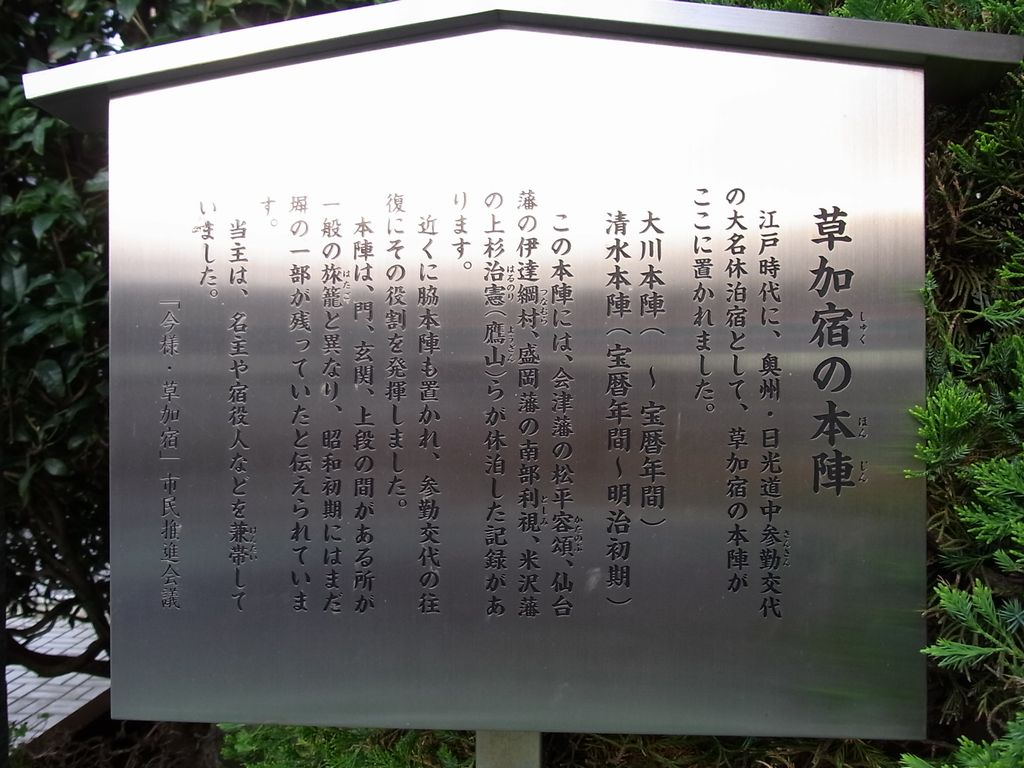 草加宿の本陣
江戸時代に、奥州・日光道中参勤交代
の大名休泊宿として、草加宿の本陣が
ここに置かれました。
大川本陣（　～　宝暦年間）
清水本陣（宝暦年間～明治初期）
この本陣には、会津藩の松平容頌、仙台
藩の伊達綱村、盛岡藩の南部利視、米沢藩
の上杉治憲（鷹山）らが休泊した記録があ
ります。
近くに脇本陣も置かれ、参勤交代の往
復にその役割を発揮しました。
本陣は、門、玄関、上段の間がある所が
一般の旅籠と異なり、昭和初期にはまだ
塀の一部が残っていたと伝えられていま
す。
当主は、名主や宿役人などを兼帯して
いました。
「今様・草加宿」市民推進会議